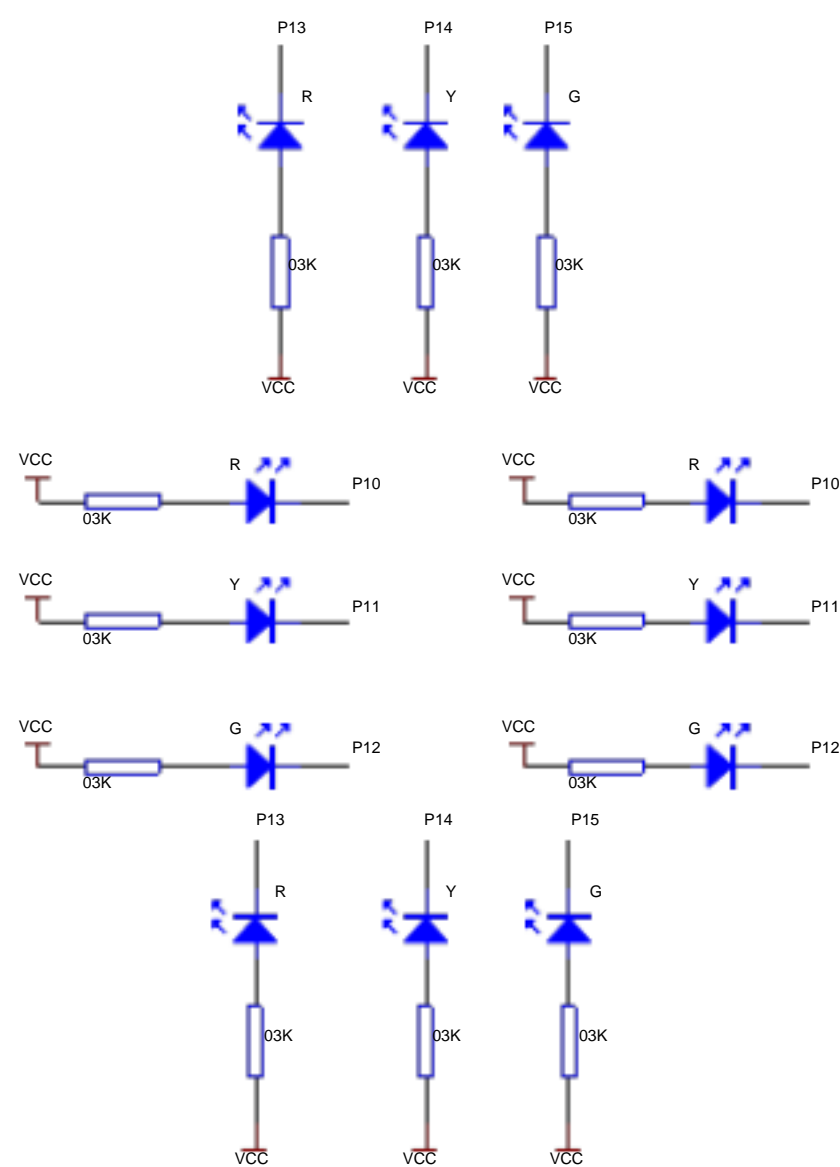 P13 P14 P15
R Y G
03K 03K 03K
VCC VCC VCC
VCC R P10 VCC R P10
03K 03K
VCC Y P11 VCC Y P11
03K 03K
VCC G P12 VCC G P12
03K 03K
P13 P14 P15
R Y G
03K 03K 03K
VCC VCC VCC